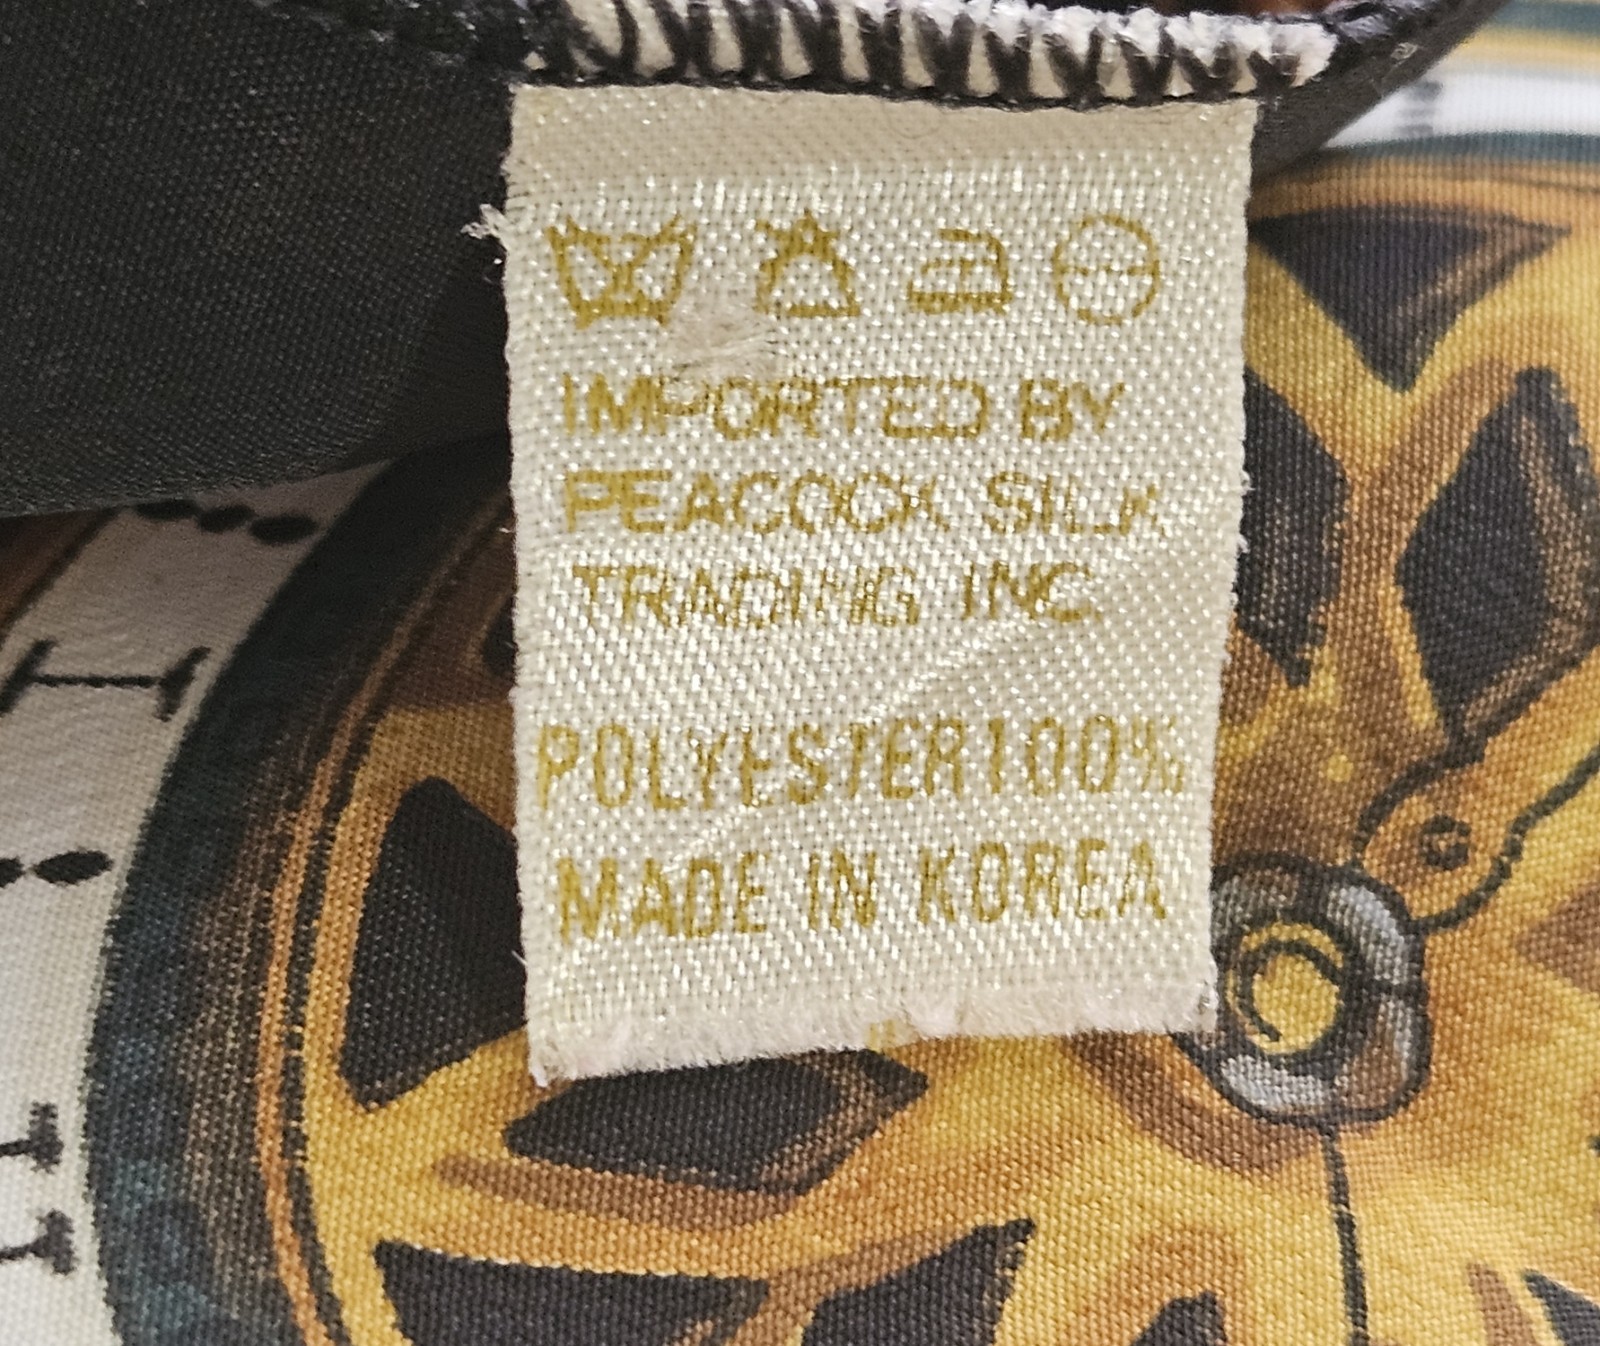 IMPORTED BY
PEACOCK SILK
TRADING INC.
POLYESTER100%
MADE IN KOREA